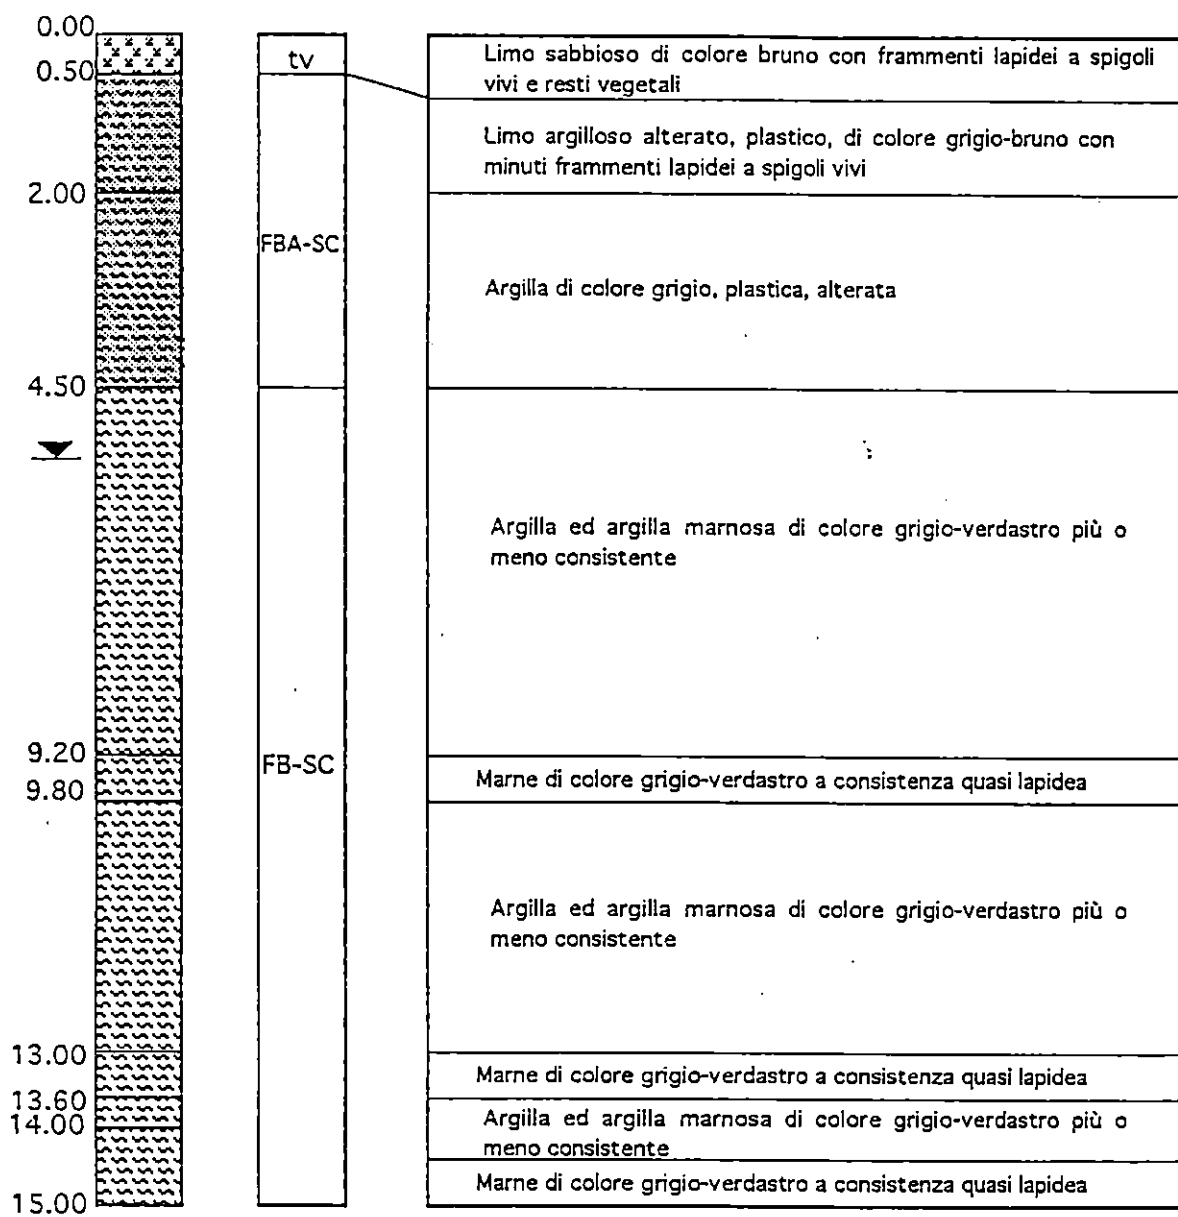 0.00
tv
Limo sabbioso di colore bruno con frammenti lapidei a spigoli
vivi e resti vegetali
0.50
Limo argilloso alterato, plastico, di colore grigio-bruno con
minuti frammenti lapidei a spigoli vivi
2.00
FBA-SC
Argilla di colore grigio, plastica, alterata
4.50
Argilla ed argilla marnosa di colore grigio-verdastro più o
meno consistente
9.20
FB-SC
Marne di colore grigio-verdastro a consistenza quasi lapidea
9.80
Argilla ed argilla marnosa di colore grigio-verdastro più o
meno consistente
13.00
Marne di colore grigio-verdastro a consistenza quasi lapidea
13.60
14.00
Argilla ed argilla marnosa di colore grigio-verdastro più o
meno consistente
Marne di colore grigio-verdastro a consistenza quasi lapidea
15.00